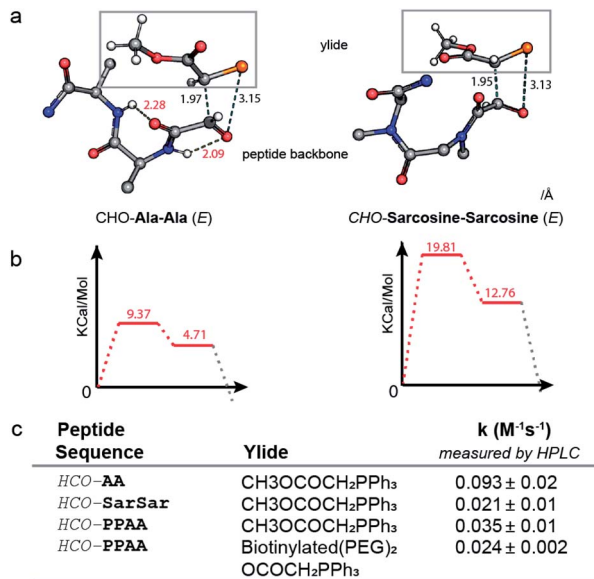 a
ylide
2.28
1.97
3.15
2.09
1.95
3.13
peptide backbone
/Å
CHO-Ala-Ala (E)
CHO-Sarcosine-Sarcosine (E)
b
KCal/Mol
9.37
4.71
0
KCal/Mol
19.81
12.76
0
c Peptide Sequence Ylide k (M⁻¹s⁻¹) measured by HPLC
HCO-AA CH3OCOCH₂PPh₃ 0.093 ± 0.02
HCO-SarSar CH3OCOCH₂PPh₃ 0.021 ± 0.01
HCO-PPAA CH3OCOCH₂PPh₃ 0.035 ± 0.01
HCO-PPAA Biotinylated(PEG)₂ 0.024 ± 0.002
OCOCH₂PPh₃